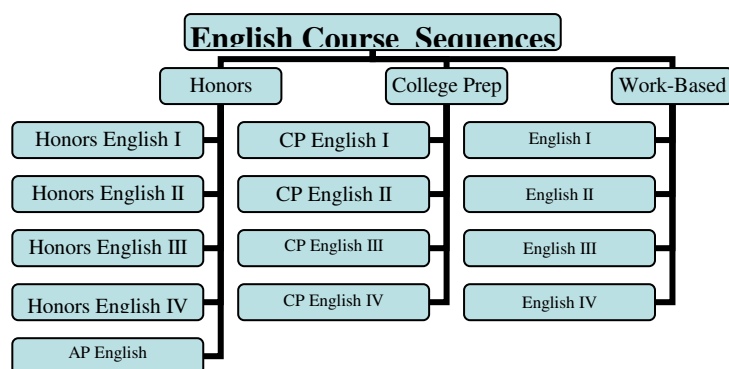 English Course Sequences
Honors
College Prep
Work-Based
Honors English I
CP English I
English I
Honors English II
CP English II
English II
Honors English III
CP English III
English III
Honors English IV
CP English IV
English IV
AP English